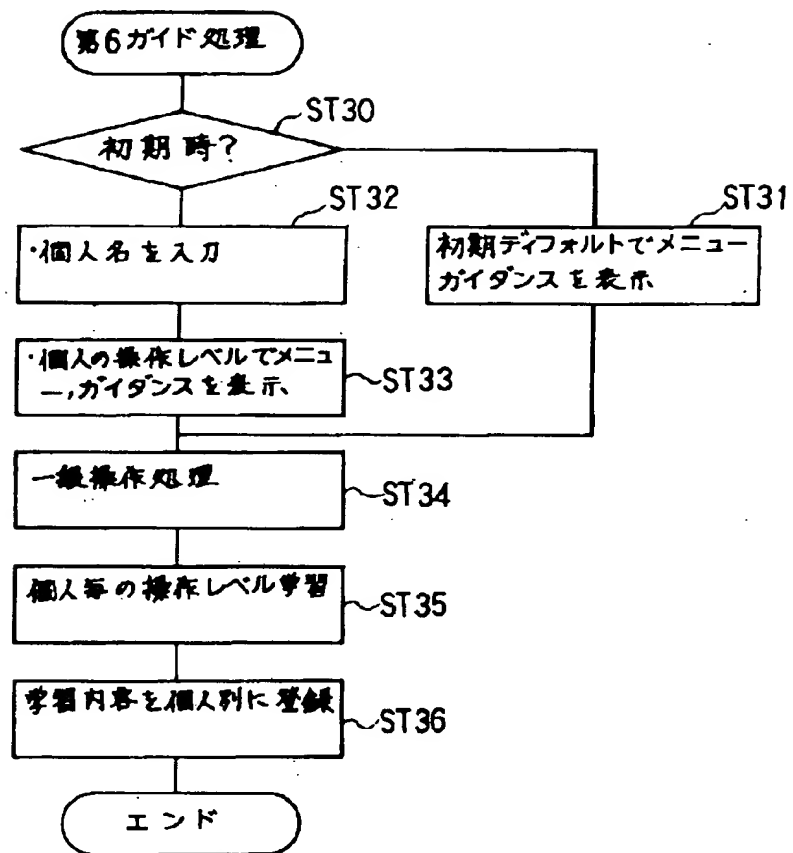 第6ガイド処理
ST30
初期時?
ST32
ST31
・個人名を入力
初期ディフォルトでメニュー
ガイダンスを表示
・個人の操作レベルでメニュ
ー,ガイダンスを表示、
ST33
一般操作処理
ST34
個人毎の操作レベル学習
ST35
学習内容を個人別に登録
ST36
エンド